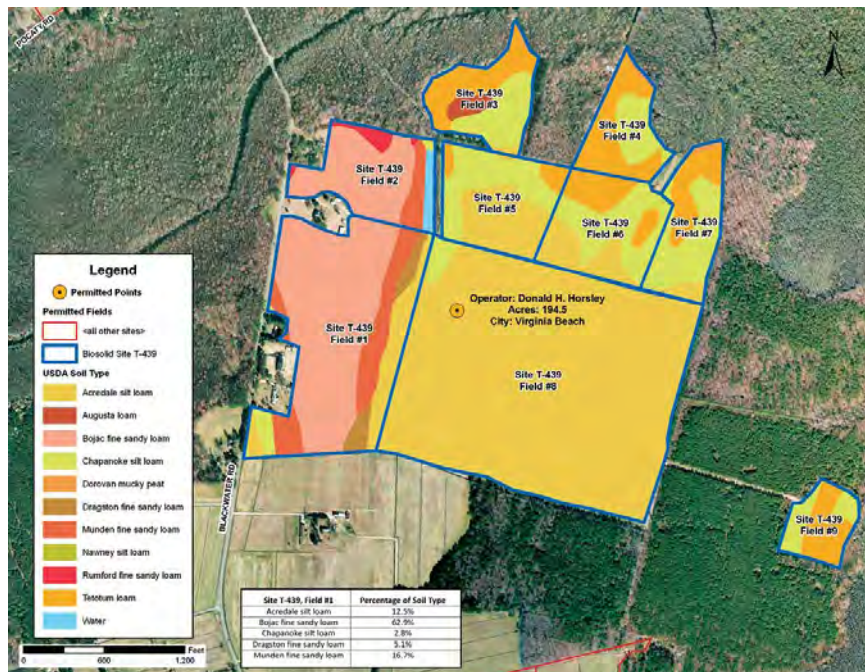 POCATY RD
N
Site T-439
Field #3
Site T-439
Field #4
Site T-439
Field #2
Site T-439
Field #5
Site T-439
Field #6
Site T-439
Field #7
Legend
Permitted Points
Permitted Fields
<all other sites>
Biosolid Site T-439
USDA Soil Type
Acredale silt loam
Augusta loam
Bojac fine sandy loam
Chapanoke silt loam
Dorovan mucky peat
Dragston fine sandy loam
Munden fine sandy loam
Nawney silt loam
Rumford fine sandy loam
Tetotum loam
Water
Feet
0 600 1,200
Operator: Donald H. Horsley
Acres: 194.5
City: Virginia Beach
Site T-439
Field #1
Site T-439
Field #8
BLACKWATER RD
Site T-439
Field #9
Site T-439, Field #1 Percentage of Soil Type
Acredale silt loam 12.5%
Bojac fine sandy loam 62.9%
Chapanoke silt loam 2.8%
Dragston fine sandy loam 5.1%
Munden fine sandy loam 16.7%